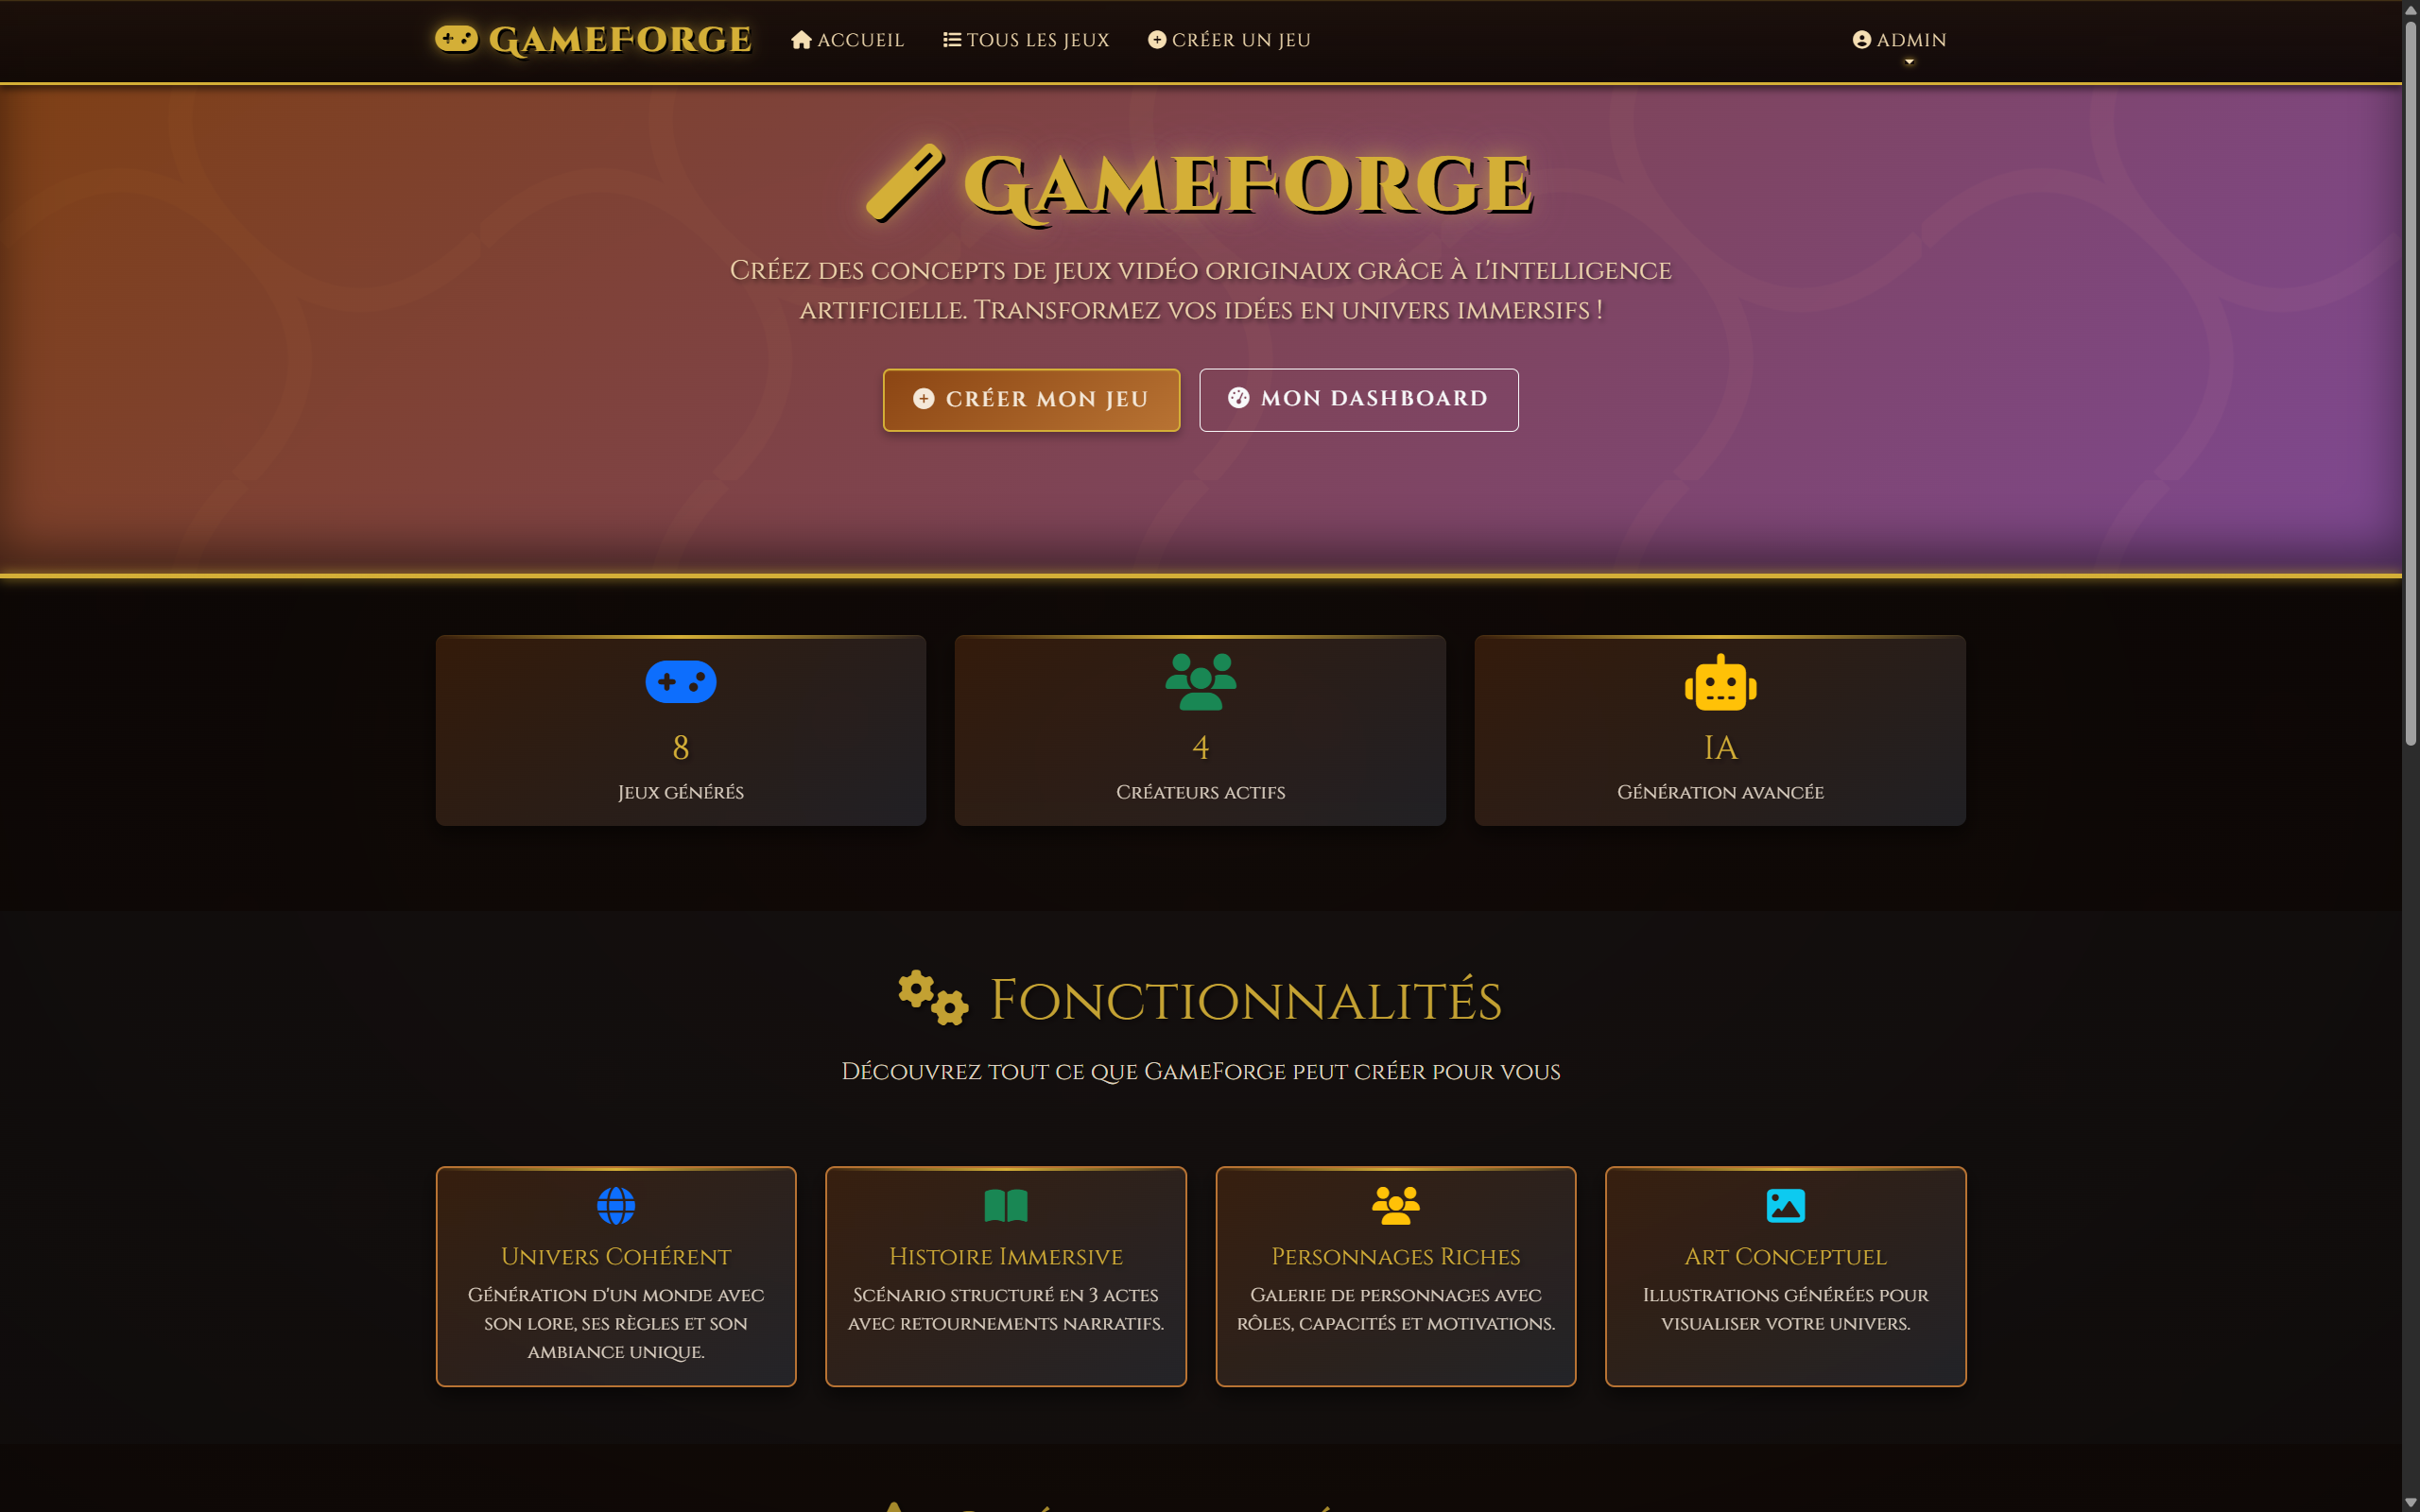 GameForge
Accueil
Tous les jeux
Créer un jeu
Admin
GameForge
Créez des concepts de jeux vidéo originaux grâce à l'intelligence
artificielle. Transformez vos idées en univers immersifs !
Créer mon jeu
Mon Dashboard
8
Jeux générés
4
Créateurs actifs
IA
Génération avancée
Fonctionnalités
Découvrez tout ce que GameForge peut créer pour vous
Univers Cohérent
Génération d'un monde avec
son lore, ses règles et son
ambiance unique.
Histoire Immersive
Scénario structuré en 3 actes
avec retournements narratifs.
Personnages Riches
Galerie de personnages avec
rôles, capacités et motivations.
Art Conceptuel
Illustrations générées pour
visualiser votre univers.